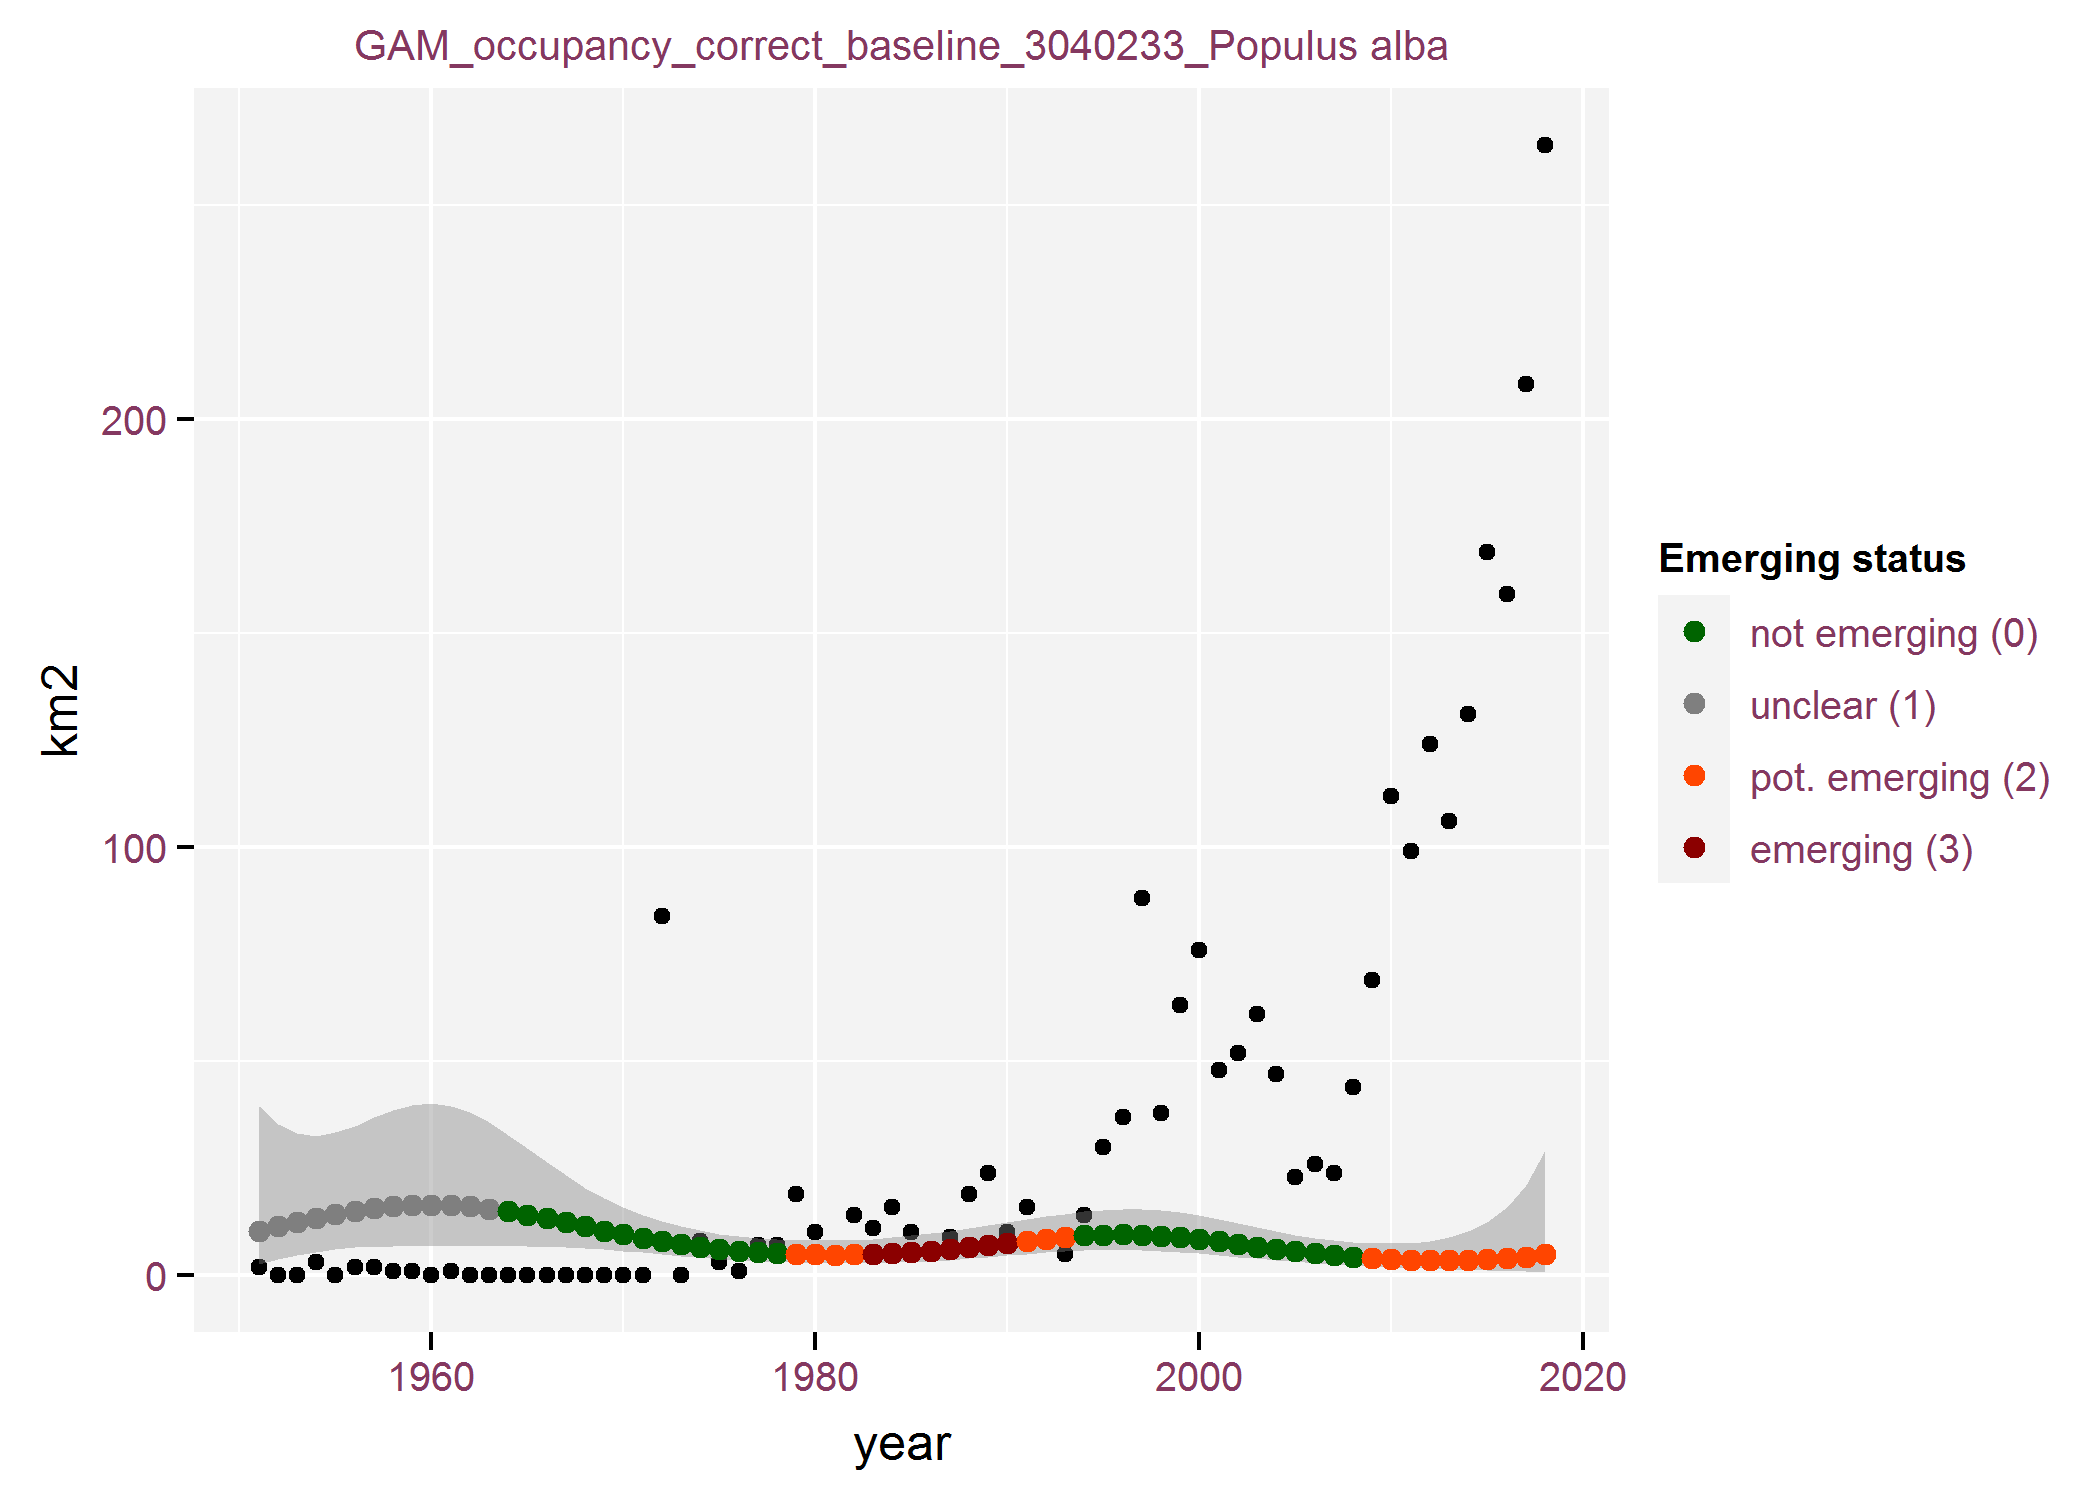 GAM_occupancy_correct_baseline_3040233_Populus alba
km2
200
100
0
1960 1980 2000 2020
year
Emerging status
not emerging (0)
unclear (1)
pot. emerging (2)
emerging (3)